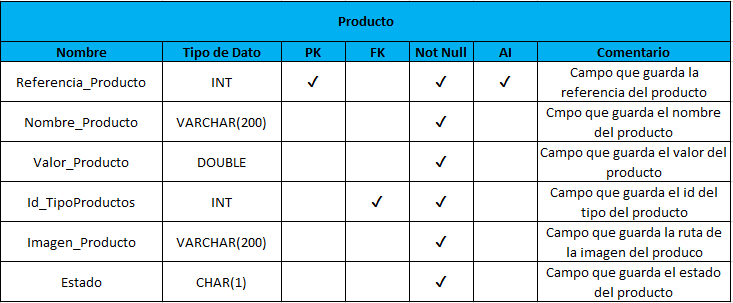 Producto
Nombre Tipo de Dato PK FK Not Null AI Comentario
Referencia_Producto INT ✓ ✓ ✓ Campo que guarda la
referencia del producto
Nombre_Producto VARCHAR(200) ✓ Cmpo que guarda el nombre
del producto
Valor_Producto DOUBLE ✓ Campo que guarda el valor del
producto
Id_TipoProductos INT ✓ ✓ Campo que guarda el id del
tipo del producto
Imagen_Producto VARCHAR(200) ✓ Campo que guarda la ruta de
la imagen del produco
Estado CHAR(1) ✓ Campo que guarda el estado
del producto